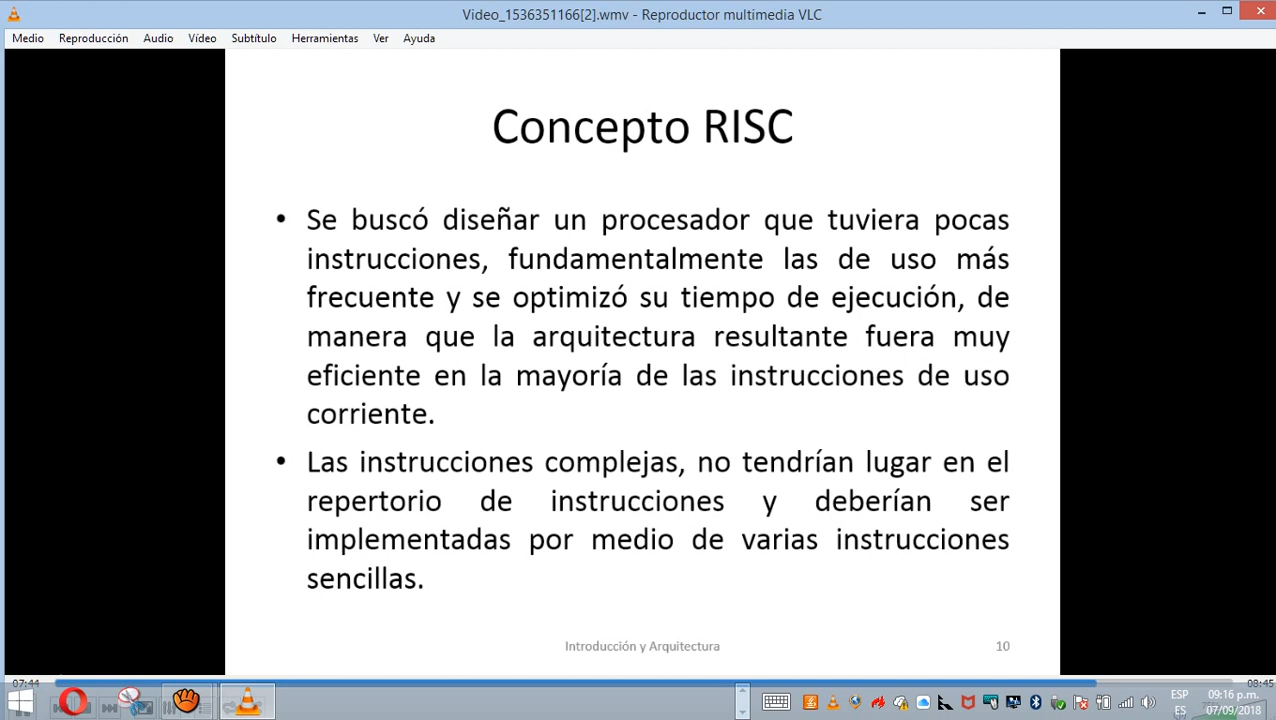 Video_1536351166[2].wmv - Reproductor multimedia VLC
Medio Reproducción Audio Vídeo Subtítulo Herramientas Ver Ayuda
Concepto RISC
• Se buscó diseñar un procesador que tuviera pocas
instrucciones, fundamentalmente las de uso más
frecuente y se optimizó su tiempo de ejecución, de
manera que la arquitectura resultante fuera muy
eficiente en la mayoría de las instrucciones de uso
corriente.
• Las instrucciones complejas, no tendrían lugar en el
repertorio de instrucciones y deberían ser
implementadas por medio de varias instrucciones
sencillas.
Introducción y Arquitectura 10
07:44 08:45
ESP 09:16 p.m.
ES 07/09/2018